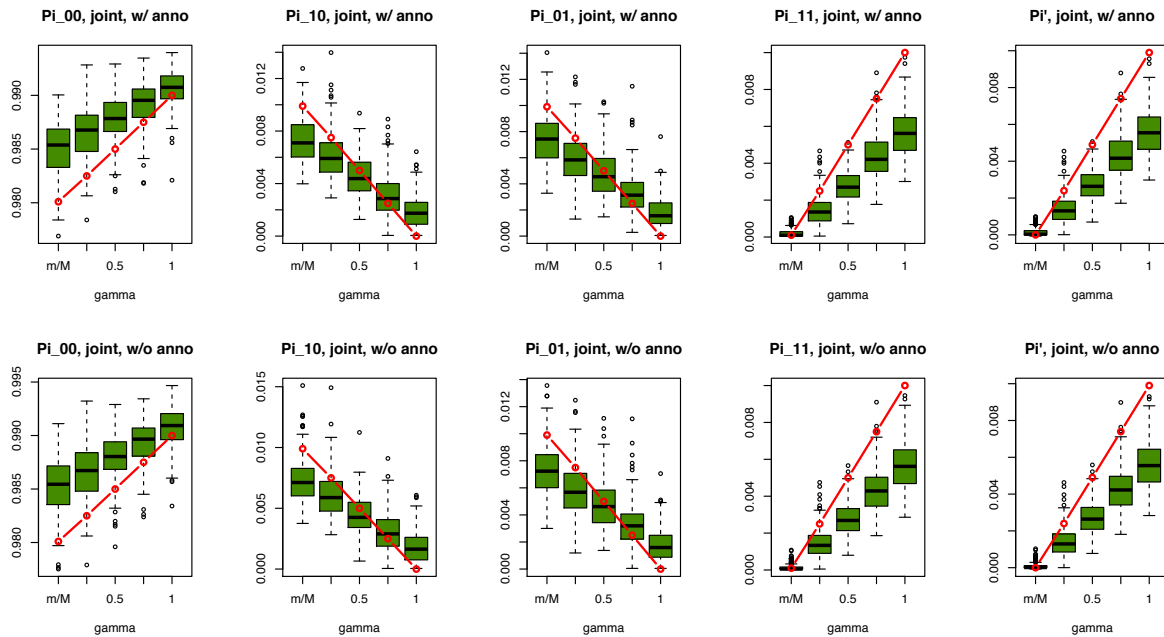 Pi_00, joint, w/ anno
0.980 0.985 0.990
m/M 0.5 1
gamma
Pi_10, joint, w/ anno
0.000 0.004 0.008 0.012
m/M 0.5 1
gamma
Pi_01, joint, w/ anno
0.000 0.004 0.008 0.012
m/M 0.5 1
gamma
Pi_11, joint, w/ anno
0.000 0.004 0.008
m/M 0.5 1
gamma
Pi', joint, w/ anno
0.000 0.004 0.008
m/M 0.5 1
gamma
Pi_00, joint, w/o anno
0.980 0.985 0.990 0.995
m/M 0.5 1
gamma
Pi_10, joint, w/o anno
0.000 0.005 0.010 0.015
m/M 0.5 1
gamma
Pi_01, joint, w/o anno
0.000 0.004 0.008 0.012
m/M 0.5 1
gamma
Pi_11, joint, w/o anno
0.000 0.004 0.008
m/M 0.5 1
gamma
Pi', joint, w/o anno
0.000 0.004 0.008
m/M 0.5 1
gamma